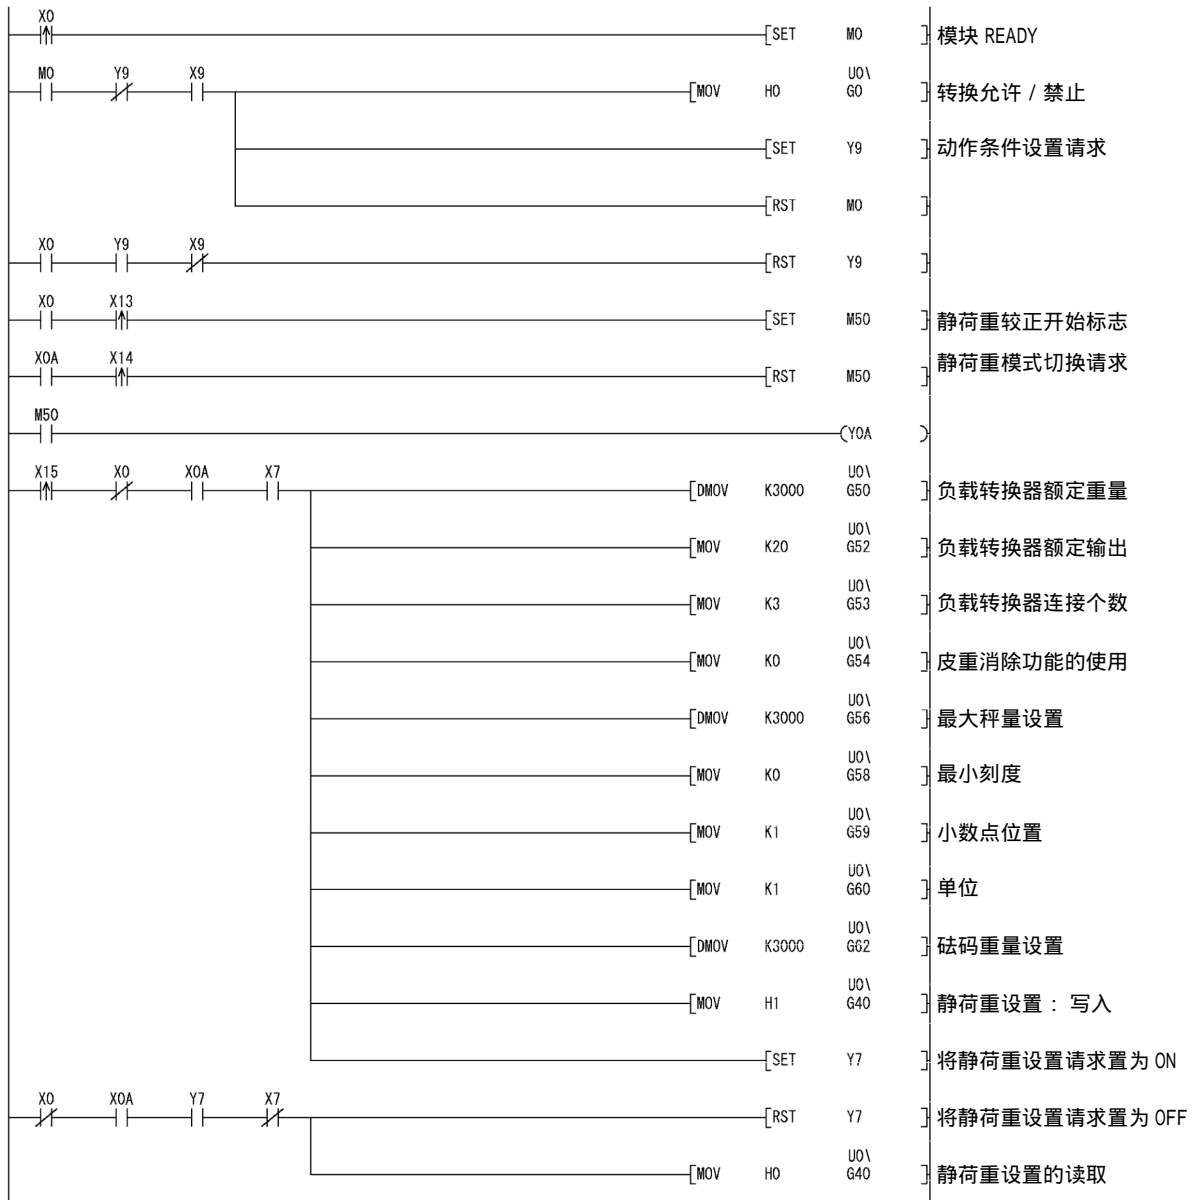 X0
[SET M0 ] 模块 READY
M0 Y9 X9 U0\
[MOV H0 G0 ] 转换允许 / 禁止
[SET Y9 ] 动作条件设置请求
[RST M0 ]
X0 Y9 X9
[RST Y9 ]
X0 X13
[SET M50 ] 静荷重较正开始标志
X0A X14
[RST M50 ] 静荷重模式切换请求
M50
(Y0A )
X15 X0 X0A X7 U0\
[DMOV K3000 G50 ] 负载转换器额定重量
U0\
[MOV K20 G52 ] 负载转换器额定输出
U0\
[MOV K3 G53 ] 负载转换器连接个数
U0\
[MOV K0 G54 ] 皮重消除功能的使用
U0\
[DMOV K3000 G56 ] 最大秤量设置
U0\
[MOV K0 G58 ] 最小刻度
U0\
[MOV K1 G59 ] 小数点位置
U0\
[MOV K1 G60 ] 单位
U0\
[DMOV K3000 G62 ] 砝码重量设置
U0\
[MOV H1 G40 ] 静荷重设置： 写入
[SET Y7 ] 将静荷重设置请求置为 ON
X0 X0A Y7 X7
[RST Y7 ] 将静荷重设置请求置为 OFF
U0\
[MOV H0 G40 ] 静荷重设置的读取